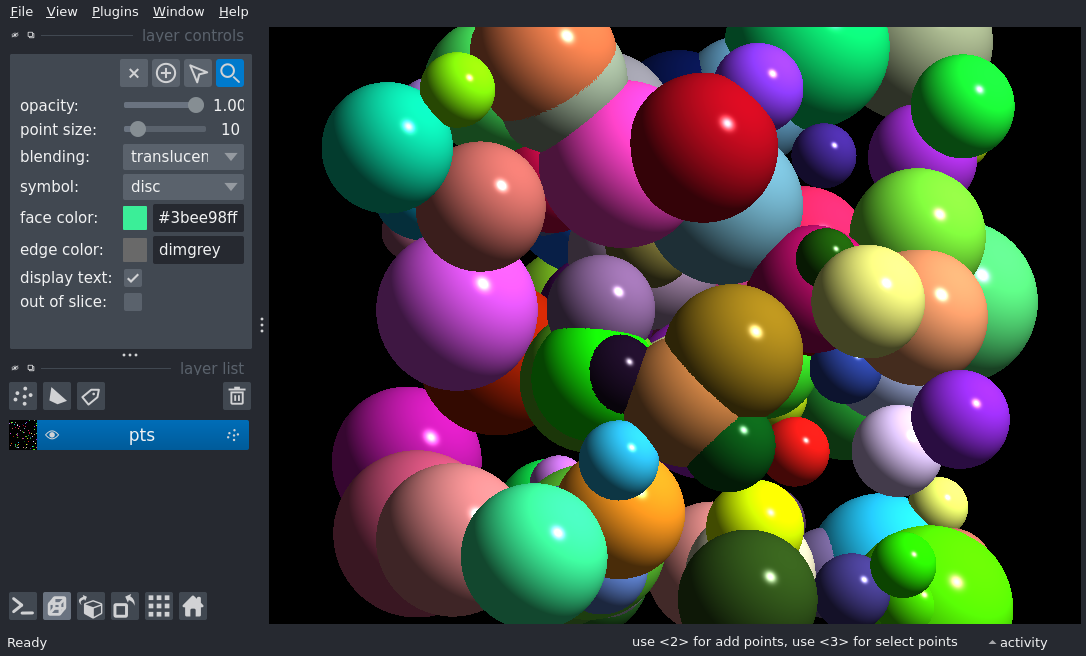 File View Plugins Window Help
layer controls
opacity: 1.00
point size: 10
blending: translucen
symbol: disc
face color: #3bee98ff
edge color: dimgrey
display text:
out of slice:
layer list
pts
Ready
use <2> for add points, use <3> for select points
activity